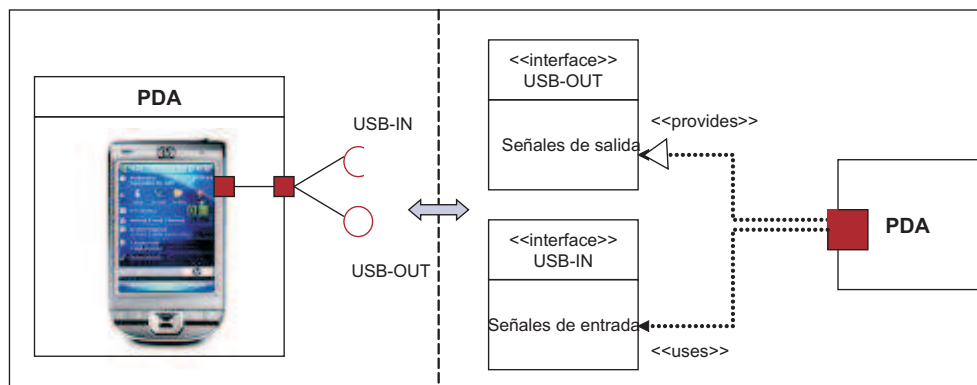 PDA
USB-IN
USB-OUT
<<interface>>
USB-OUT
Señales de salida
<<provides>>
<<interface>>
USB-IN
Señales de entrada
<<uses>>
PDA